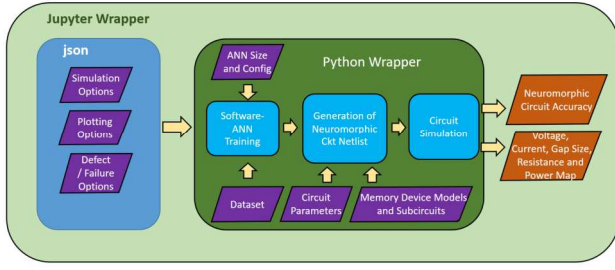 Jupyter Wrapper
json
Simulation
Options
Plotting
Options
Defect
/ Failure
Options
ANN Size
and Config
Python Wrapper
Software-
ANN
Training
Generation of
Neuromorphic
Ckt Netlist
Circuit
Simulation
Dataset
Circuit
Parameters
Memory Device Models
and Subcircuits
Neuromorphic
Circuit Accuracy
Voltage,
Current, Gap Size,
Resistance and
Power Map